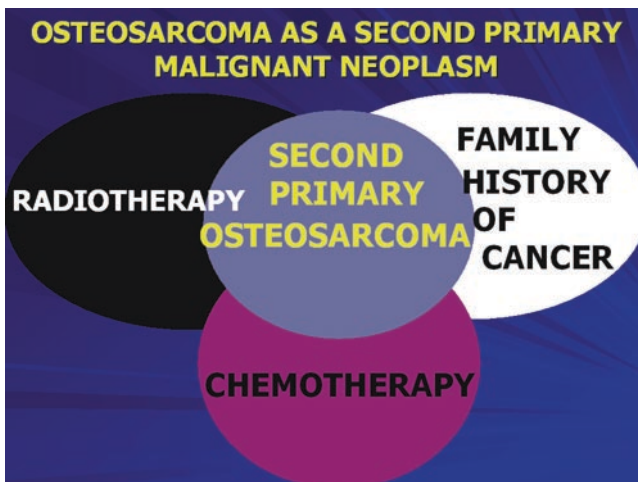 OSTEOSARCOMA AS A SECOND PRIMARY
MALIGNANT NEOPLASM
RADIOTHERAPY
SECOND
PRIMARY
OSTEOSARCOMA
FAMILY
HISTORY
OF
CANCER
CHEMOTHERAPY